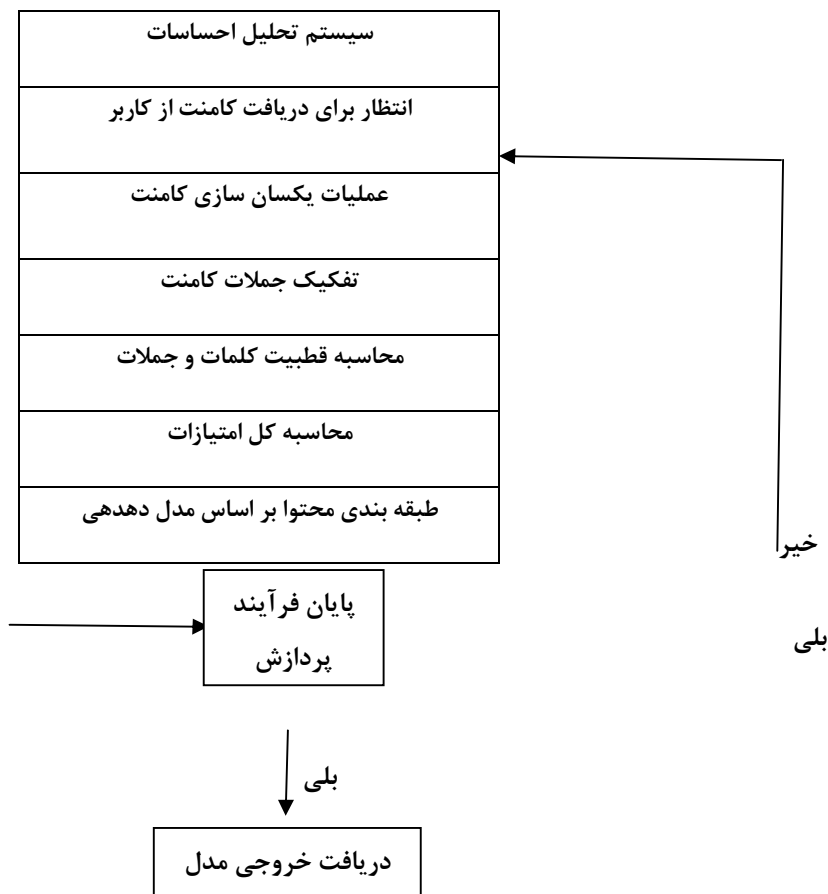 سیستم تحلیل احساسات
انتظار برای دریافت کامنت از کاربر
عملیات یکسان سازی کامنت
تفکیک جملات کامنت
محاسبه قطبیت کلمات و جملات
محاسبه کل امتیازات
طبقه بندی محتوا بر اساس مدل دهدهی
خیر
پایان فرآیند
پردازش
بلی
بلی
دریافت خروجی مدل